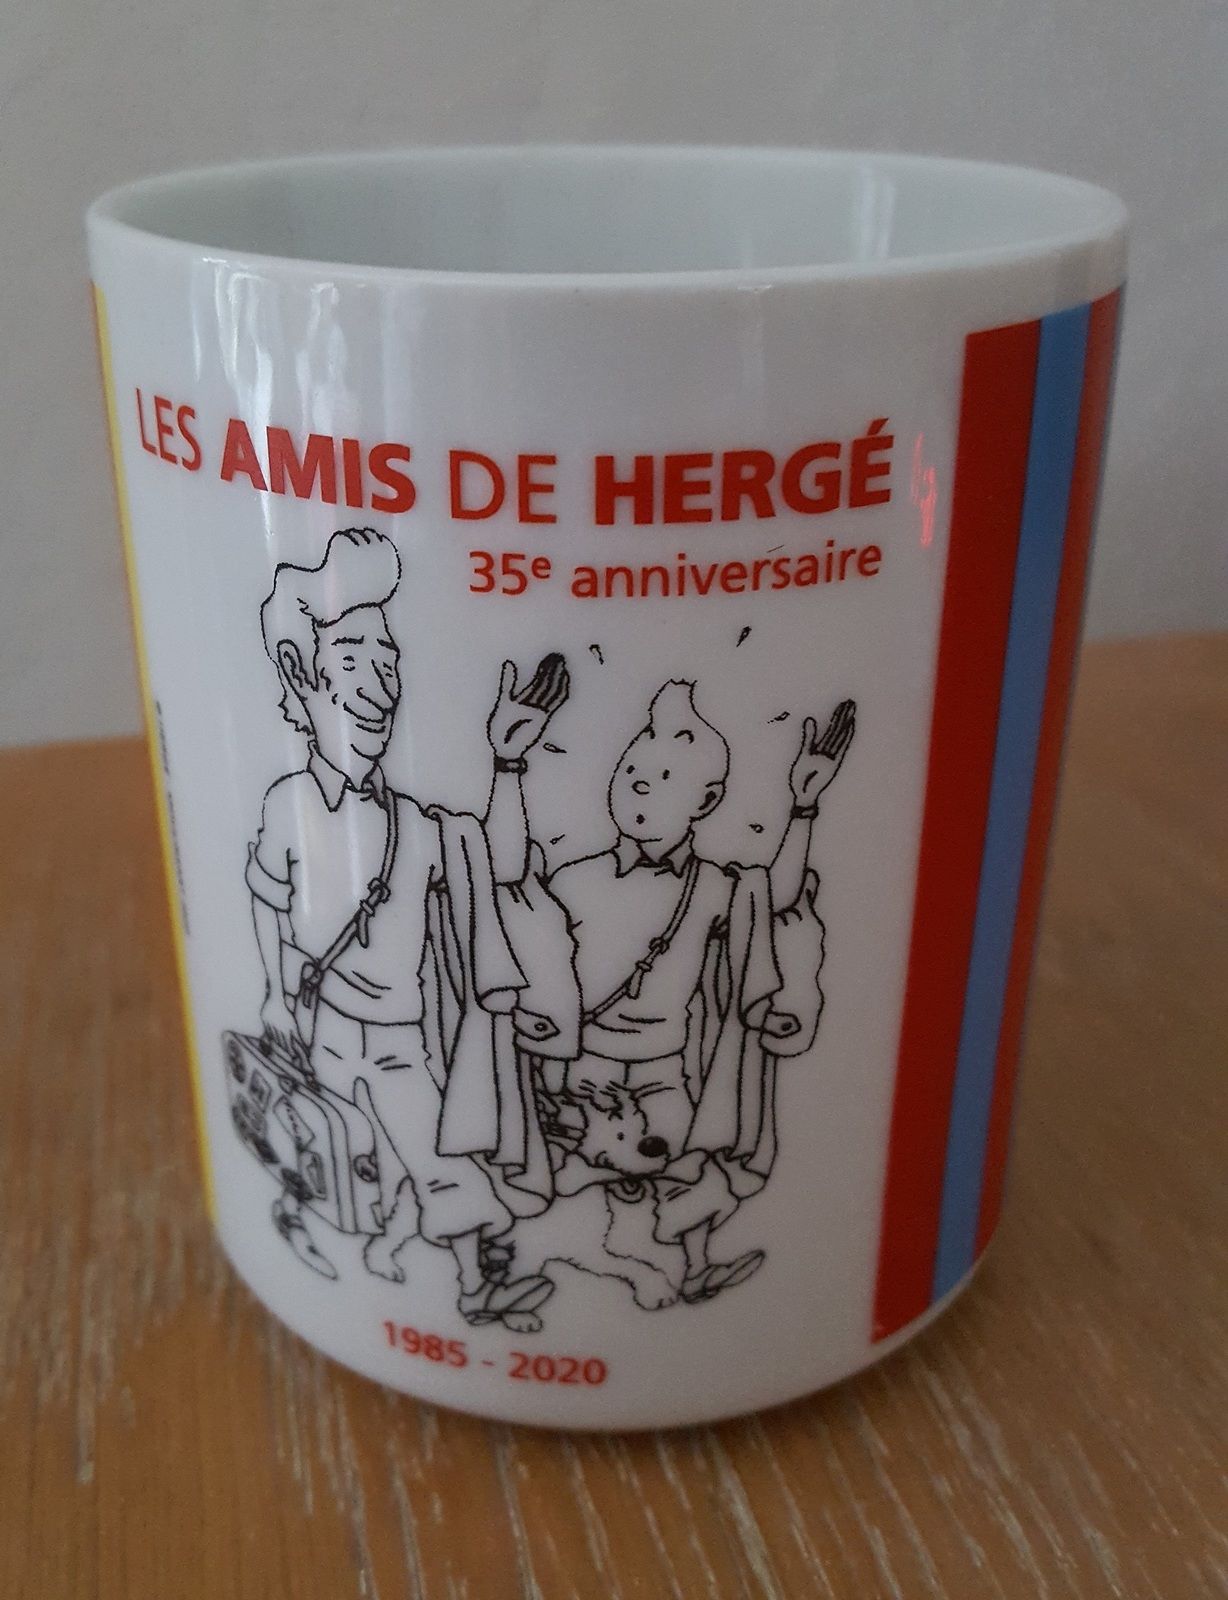 LES AMIS DE HERGÉ
35e anniversaire
1985 - 2020